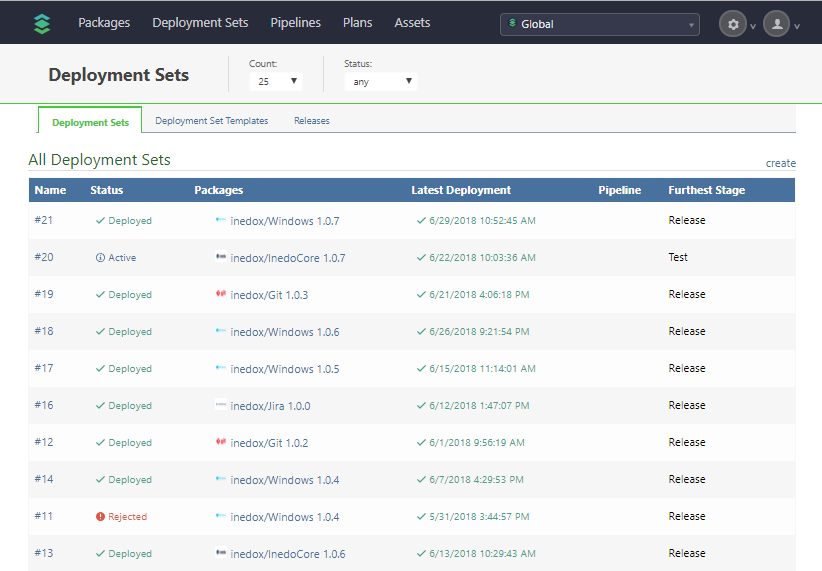 Packages Deployment Sets Pipelines Plans Assets Global
Deployment Sets
Count:
25
Status:
any
Deployment Sets Deployment Set Templates Releases
All Deployment Sets create
Name Status Packages Latest Deployment Pipeline Furthest Stage
#21 Deployed inedox/Windows 1.0.7 6/29/2018 10:52:45 AM Release
#20 Active inedox/InedoCore 1.0.7 6/22/2018 10:03:36 AM Test
#19 Deployed inedox/Git 1.0.3 6/21/2018 4:06:18 PM Release
#18 Deployed inedox/Windows 1.0.6 6/26/2018 9:21:54 PM Release
#17 Deployed inedox/Windows 1.0.5 6/15/2018 11:14:01 AM Release
#16 Deployed inedox/Jira 1.0.0 6/12/2018 1:47:07 PM Release
#12 Deployed inedox/Git 1.0.2 6/1/2018 9:56:19 AM Release
#14 Deployed inedox/Windows 1.0.4 6/7/2018 4:29:53 PM Release
#11 Rejected inedox/Windows 1.0.4 5/31/2018 3:44:57 PM Release
#13 Deployed inedox/InedoCore 1.0.6 6/13/2018 10:29:43 AM Release